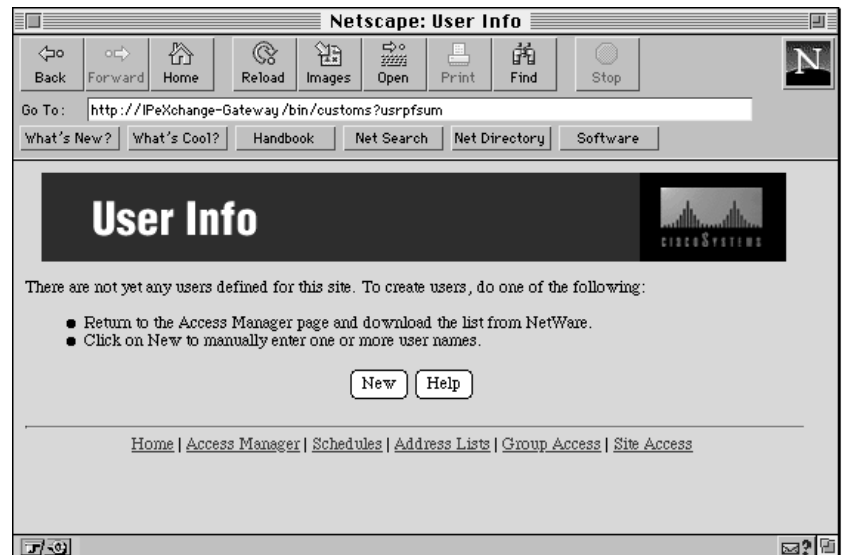 Netscape: User Info
Back Forward Home Reload Images Open Print Find Stop
N
Go To: http://IPeXchange-Gateway/bin/customs?usrpfsum
What's New? What's Cool? Handbook Net Search Net Directory Software
User Info
CISCO SYSTEMS
There are not yet any users defined for this site. To create users, do one of the following:
● Return to the Access Manager page and download the list from NetWare.
● Click on New to manually enter one or more user names.
New Help
Home | Access Manager | Schedules | Address Lists | Group Access | Site Access
?